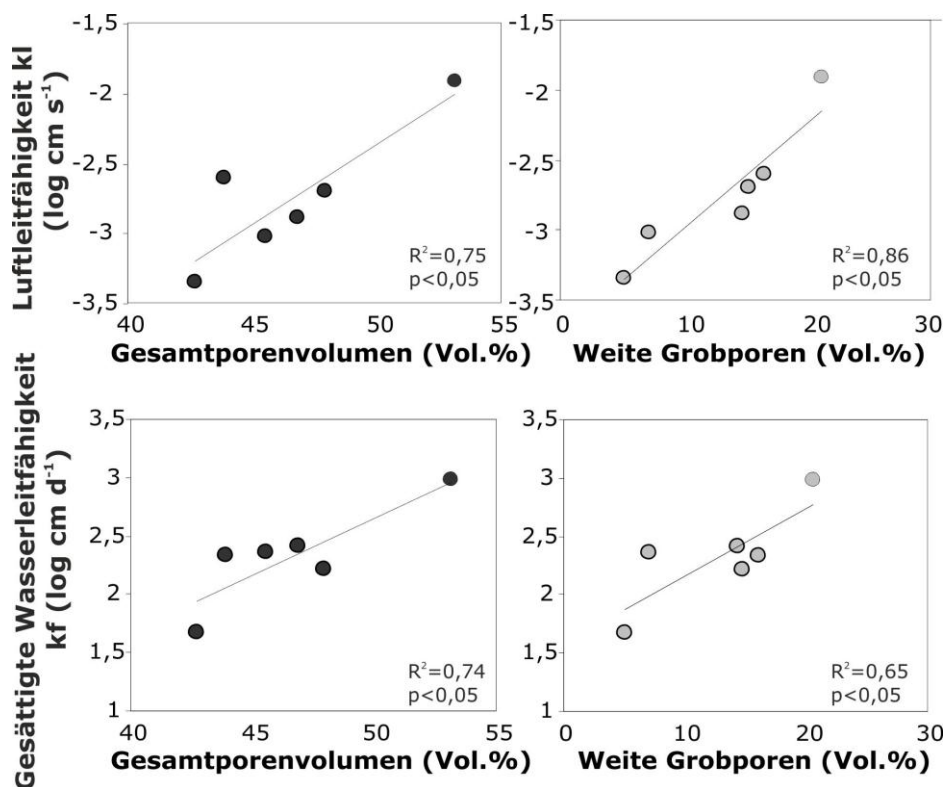 Luftleitfähigkeit kl
(log cm s⁻¹)
-1,5
-2
-2,5
-3
-3,5
R²=0,75
p<0,05
40
45
50
55
Gesamtporenvolumen (Vol.%)
-1,5
-2
-2,5
-3
-3,5
R²=0,86
p<0,05
0
10
20
30
Weite Grobporen (Vol.%)
Gesättigte Wasserleitfähigkeit
kf (log cm d⁻¹)
3,5
3
2,5
2
1,5
1
R²=0,74
p<0,05
40
45
50
55
Gesamtporenvolumen (Vol.%)
3,5
3
2,5
2
1,5
1
R²=0,65
p<0,05
0
10
20
30
Weite Grobporen (Vol.%)